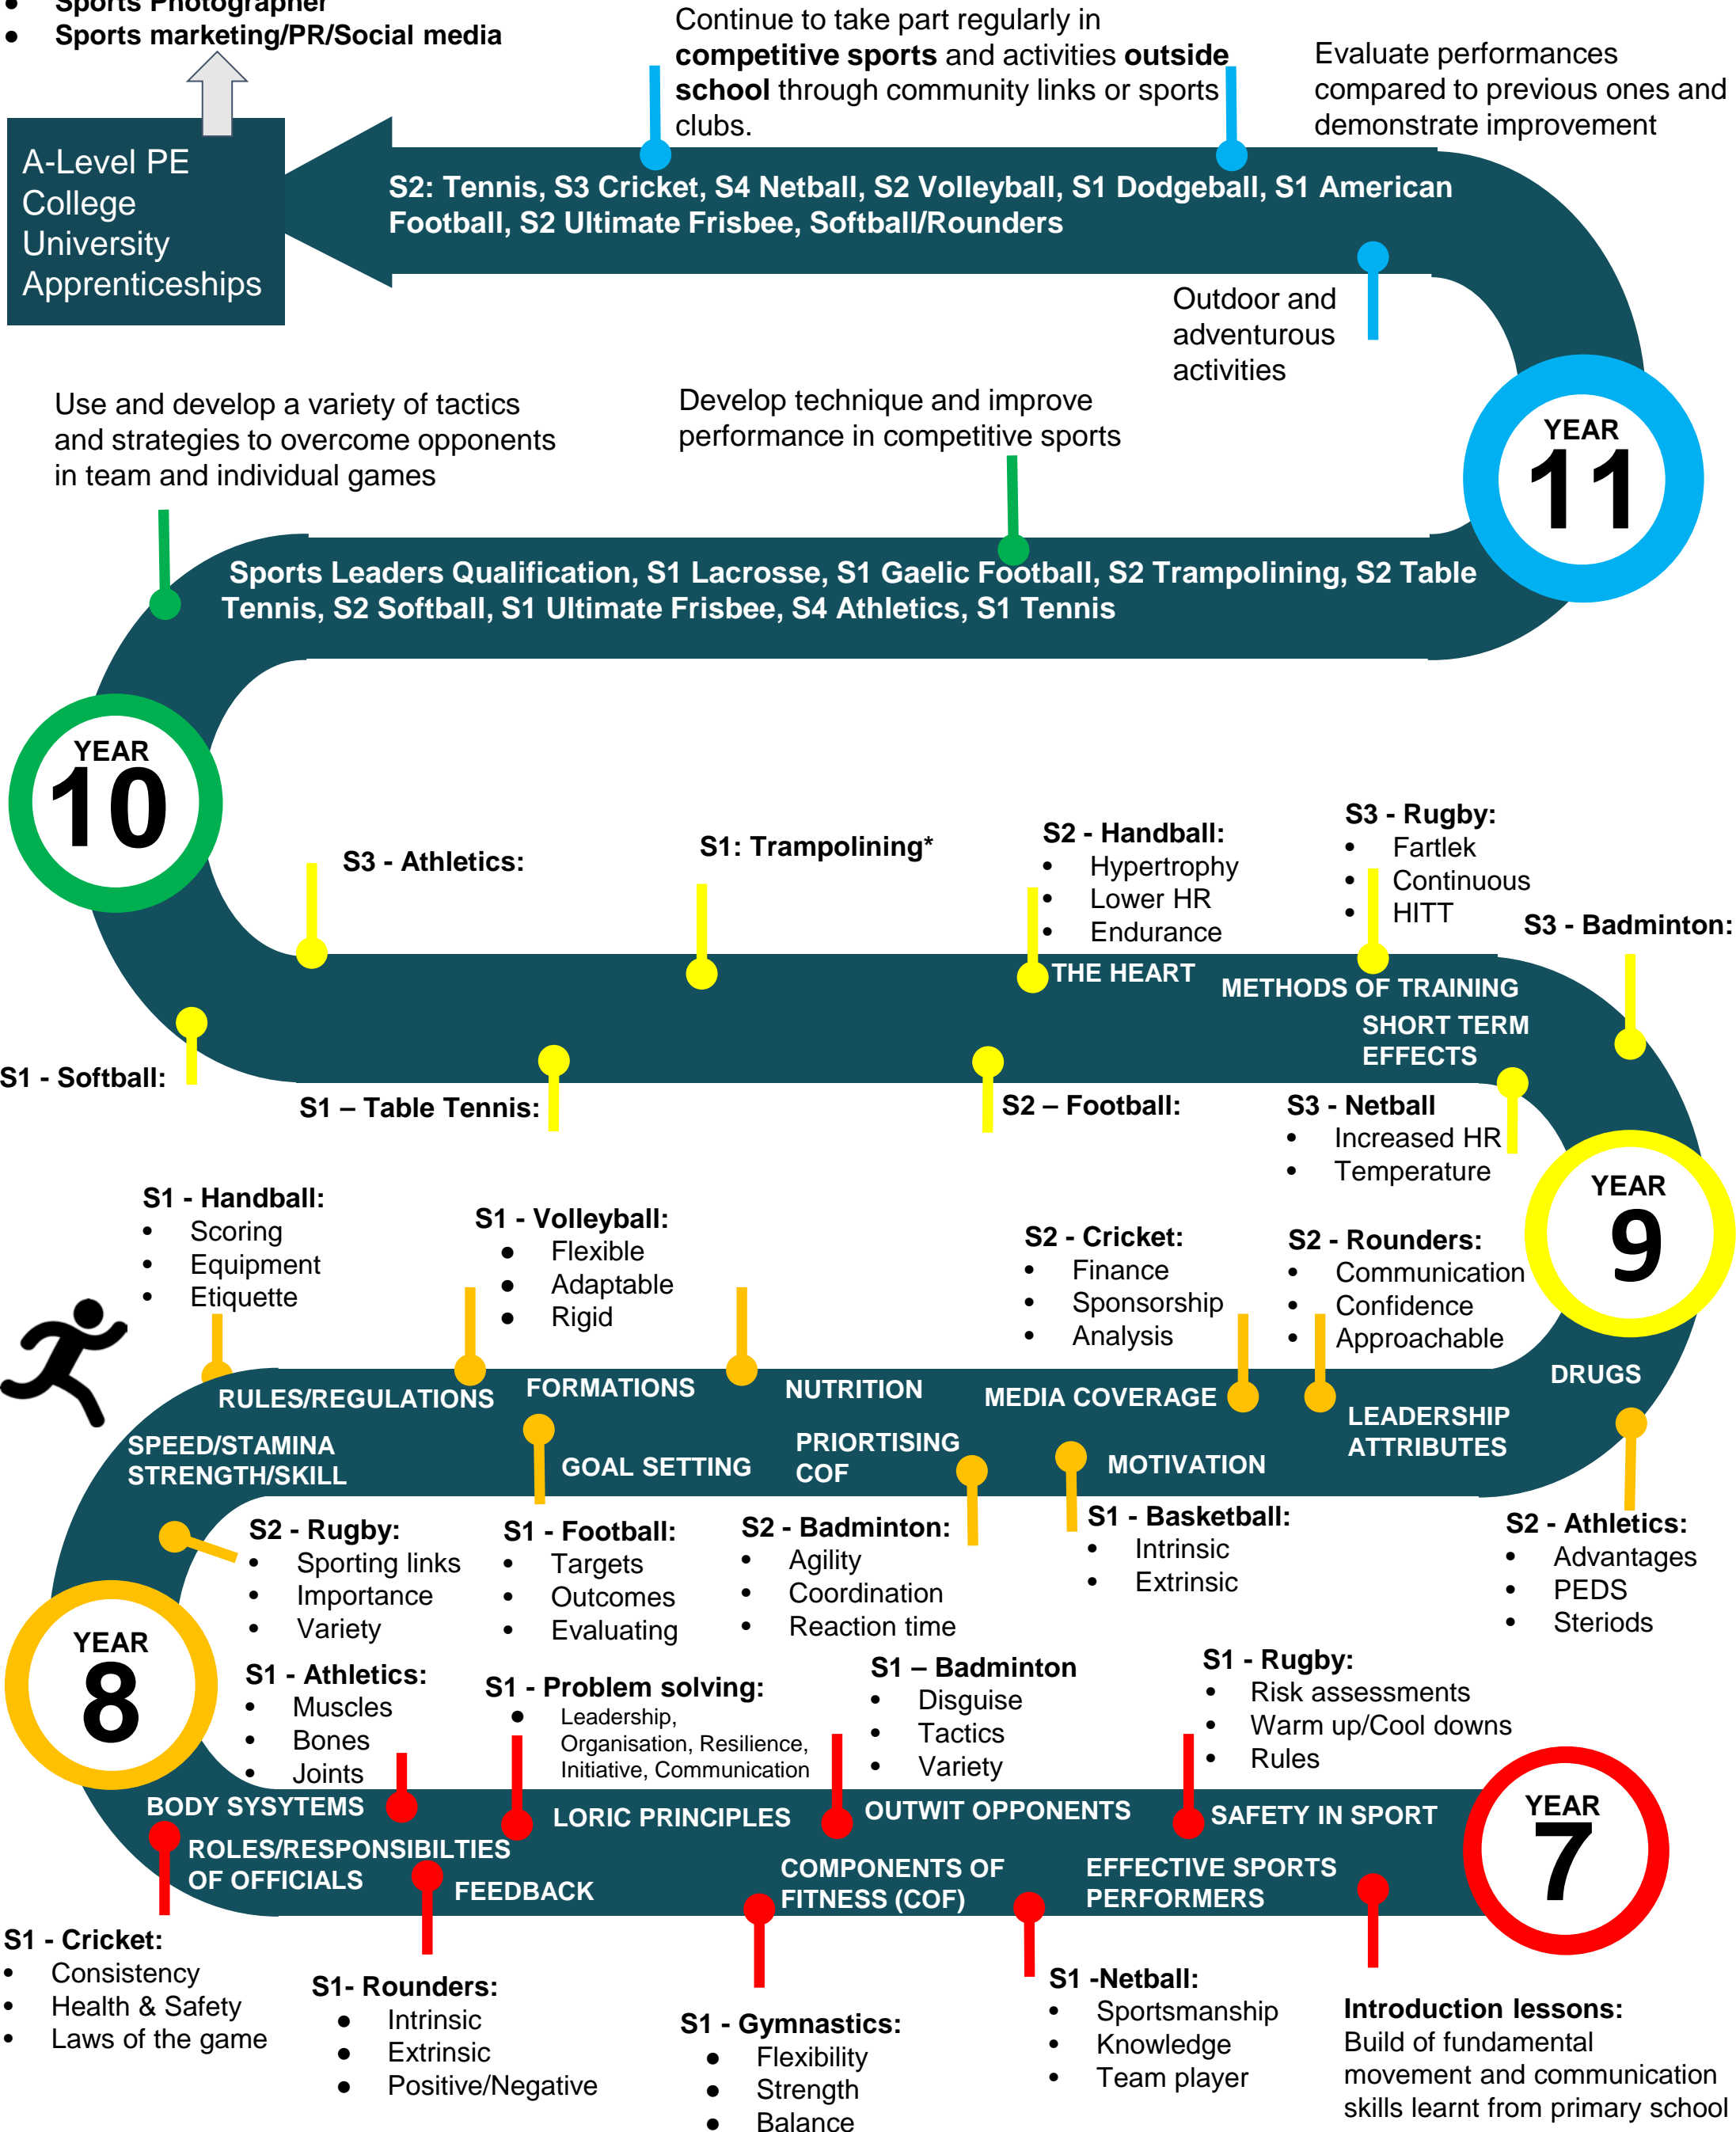 ● Sports Photographer
● Sports marketing/PR/Social media
Continue to take part regularly in
competitive sports and activities outside
school through community links or sports
clubs.
Evaluate performances
compared to previous ones and
demonstrate improvement
A-Level PE
College
University
Apprenticeships
S2: Tennis, S3 Cricket, S4 Netball, S2 Volleyball, S1 Dodgeball, S1 American
Football, S2 Ultimate Frisbee, Softball/Rounders
Outdoor and
adventurous
activities
YEAR
11
Use and develop a variety of tactics
and strategies to overcome opponents
in team and individual games
Develop technique and improve
performance in competitive sports
Sports Leaders Qualification, S1 Lacrosse, S1 Gaelic Football, S2 Trampolining, S2 Table
Tennis, S2 Softball, S1 Ultimate Frisbee, S4 Athletics, S1 Tennis
YEAR
10
S3 - Athletics:
S1: Trampolining*
S2 - Handball:
• Hypertrophy
• Lower HR
• Endurance
S3 - Rugby:
• Fartlek
• Continuous
• HITT
S3 - Badminton:
THE HEART
METHODS OF TRAINING
SHORT TERM
EFFECTS
S1 - Softball:
S1 – Table Tennis:
S2 – Football:
S3 - Netball
• Increased HR
• Temperature
YEAR
9
S1 - Handball:
• Scoring
• Equipment
• Etiquette
S1 - Volleyball:
● Flexible
● Adaptable
● Rigid
S2 - Cricket:
• Finance
• Sponsorship
• Analysis
S2 - Rounders:
• Communication
• Confidence
• Approachable
RULES/REGULATIONS
FORMATIONS
NUTRITION
MEDIA COVERAGE
DRUGS
LEADERSHIP
ATTRIBUTES
SPEED/STAMINA
STRENGTH/SKILL
GOAL SETTING
PRIORTISING
COF
MOTIVATION
S2 - Rugby:
• Sporting links
• Importance
• Variety
S1 - Football:
• Targets
• Outcomes
• Evaluating
S2 - Badminton:
• Agility
• Coordination
• Reaction time
S1 - Basketball:
• Intrinsic
• Extrinsic
S2 - Athletics:
• Advantages
• PEDS
• Steriods
YEAR
8
S1 - Athletics:
• Muscles
• Bones
• Joints
S1 - Problem solving:
● Leadership,
Organisation, Resilience,
Initiative, Communication
S1 – Badminton
• Disguise
• Tactics
• Variety
S1 - Rugby:
• Risk assessments
• Warm up/Cool downs
• Rules
BODY SYSYTEMS
LORIC PRINCIPLES
OUTWIT OPPONENTS
SAFETY IN SPORT
YEAR
7
ROLES/RESPONSIBILTIES
OF OFFICIALS
FEEDBACK
COMPONENTS OF
FITNESS (COF)
EFFECTIVE SPORTS
PERFORMERS
S1 - Cricket:
• Consistency
• Health & Safety
• Laws of the game
S1- Rounders:
● Intrinsic
● Extrinsic
● Positive/Negative
S1 - Gymnastics:
● Flexibility
● Strength
● Balance
S1 -Netball:
• Sportsmanship
• Knowledge
• Team player
Introduction lessons:
Build of fundamental
movement and communication
skills learnt from primary school